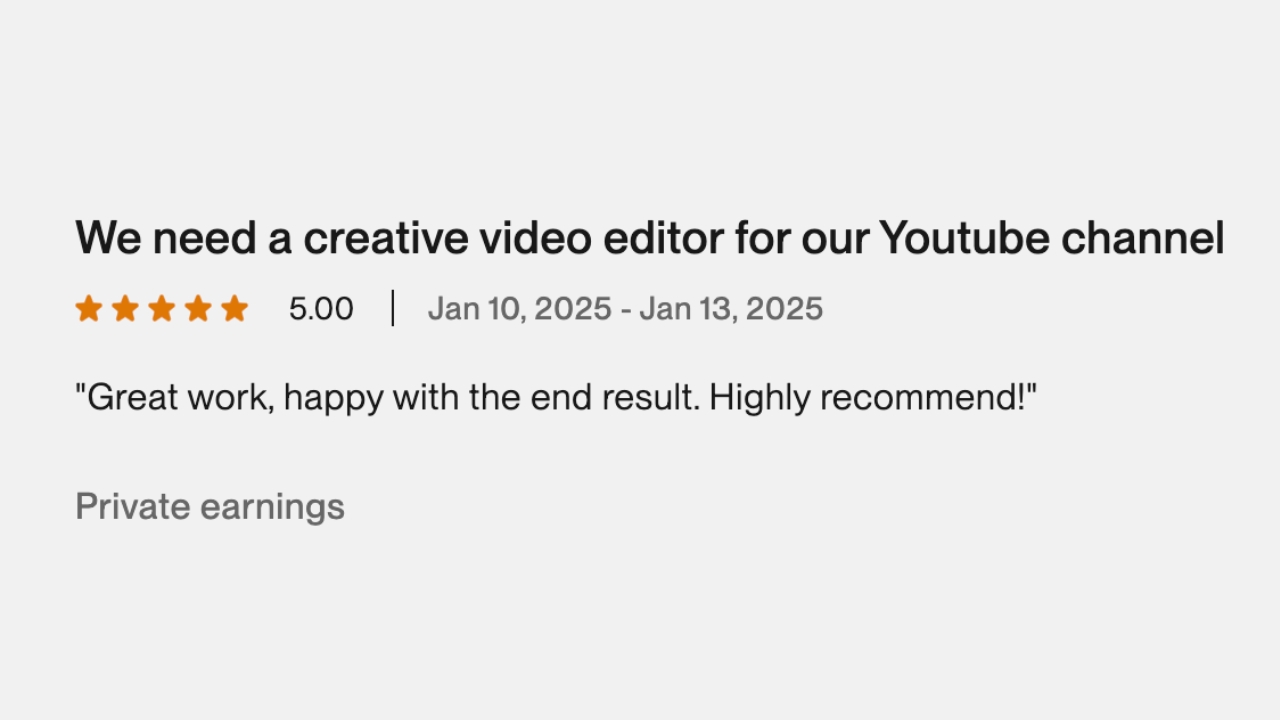 We need a creative video editor for our Youtube channel
5.00 | Jan 10, 2025 - Jan 13, 2025
"Great work, happy with the end result. Highly recommend!"
Private earnings